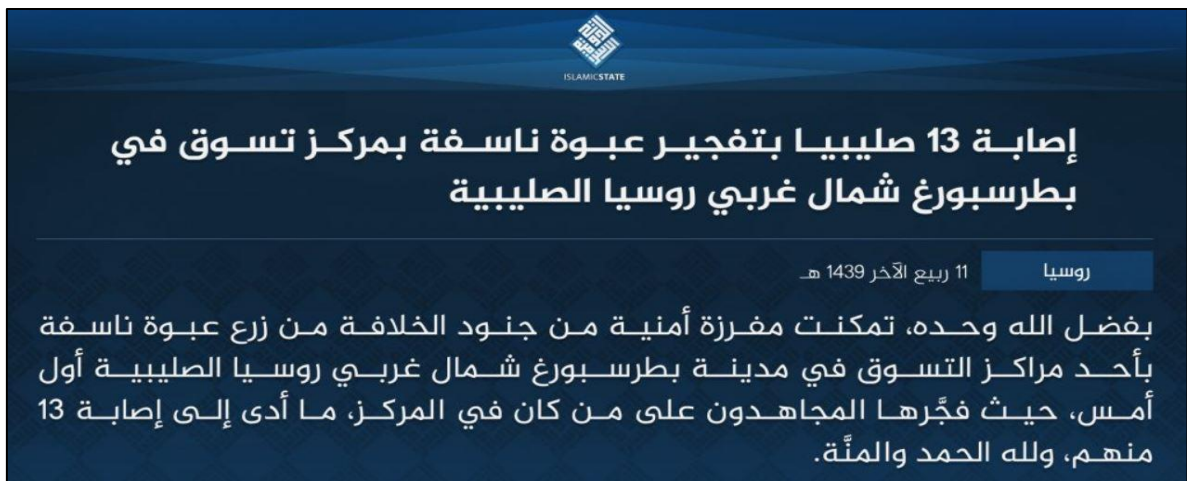 ISLAMICSTATE
إصابة 13 صليبيا بتفجير عبوة ناسفة بمركز تسوق في
بطرسبورغ شمال غربي روسيا الصليبية
روسيا 11 ربيع الآخر 1439 هـ
بفضل الله وحده، تمكنت مفرزة أمنية من جنود الخلافة من زرع عبوة ناسفة
بأحد مراكز التسوق في مدينة بطرسبورغ شمال غربي روسيا الصليبية أول
أمس، حيث فجَّرها المجاهدون على من كان في المركز، ما أدى إلى إصابة 13
منهم، ولله الحمد والمنَّة.